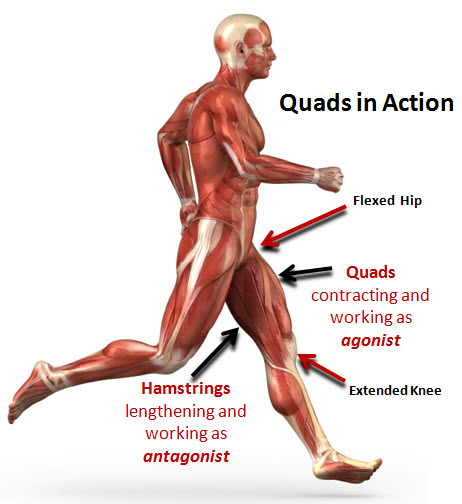 Quads in Action
Flexed Hip
Quads
contracting and
working as
agonist
Extended Knee
Hamstrings
lengthening and
working as
antagonist